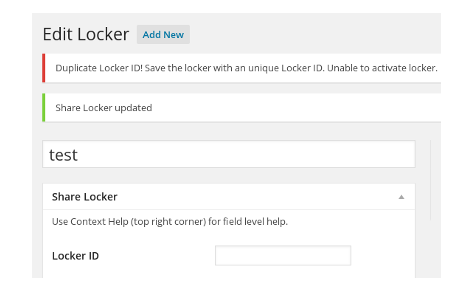 Edit Locker Add New
Duplicate Locker ID! Save the locker with an unique Locker ID. Unable to activate locker.
Share Locker updated
test
Share Locker
Use Context Help (top right corner) for field level help.
Locker ID